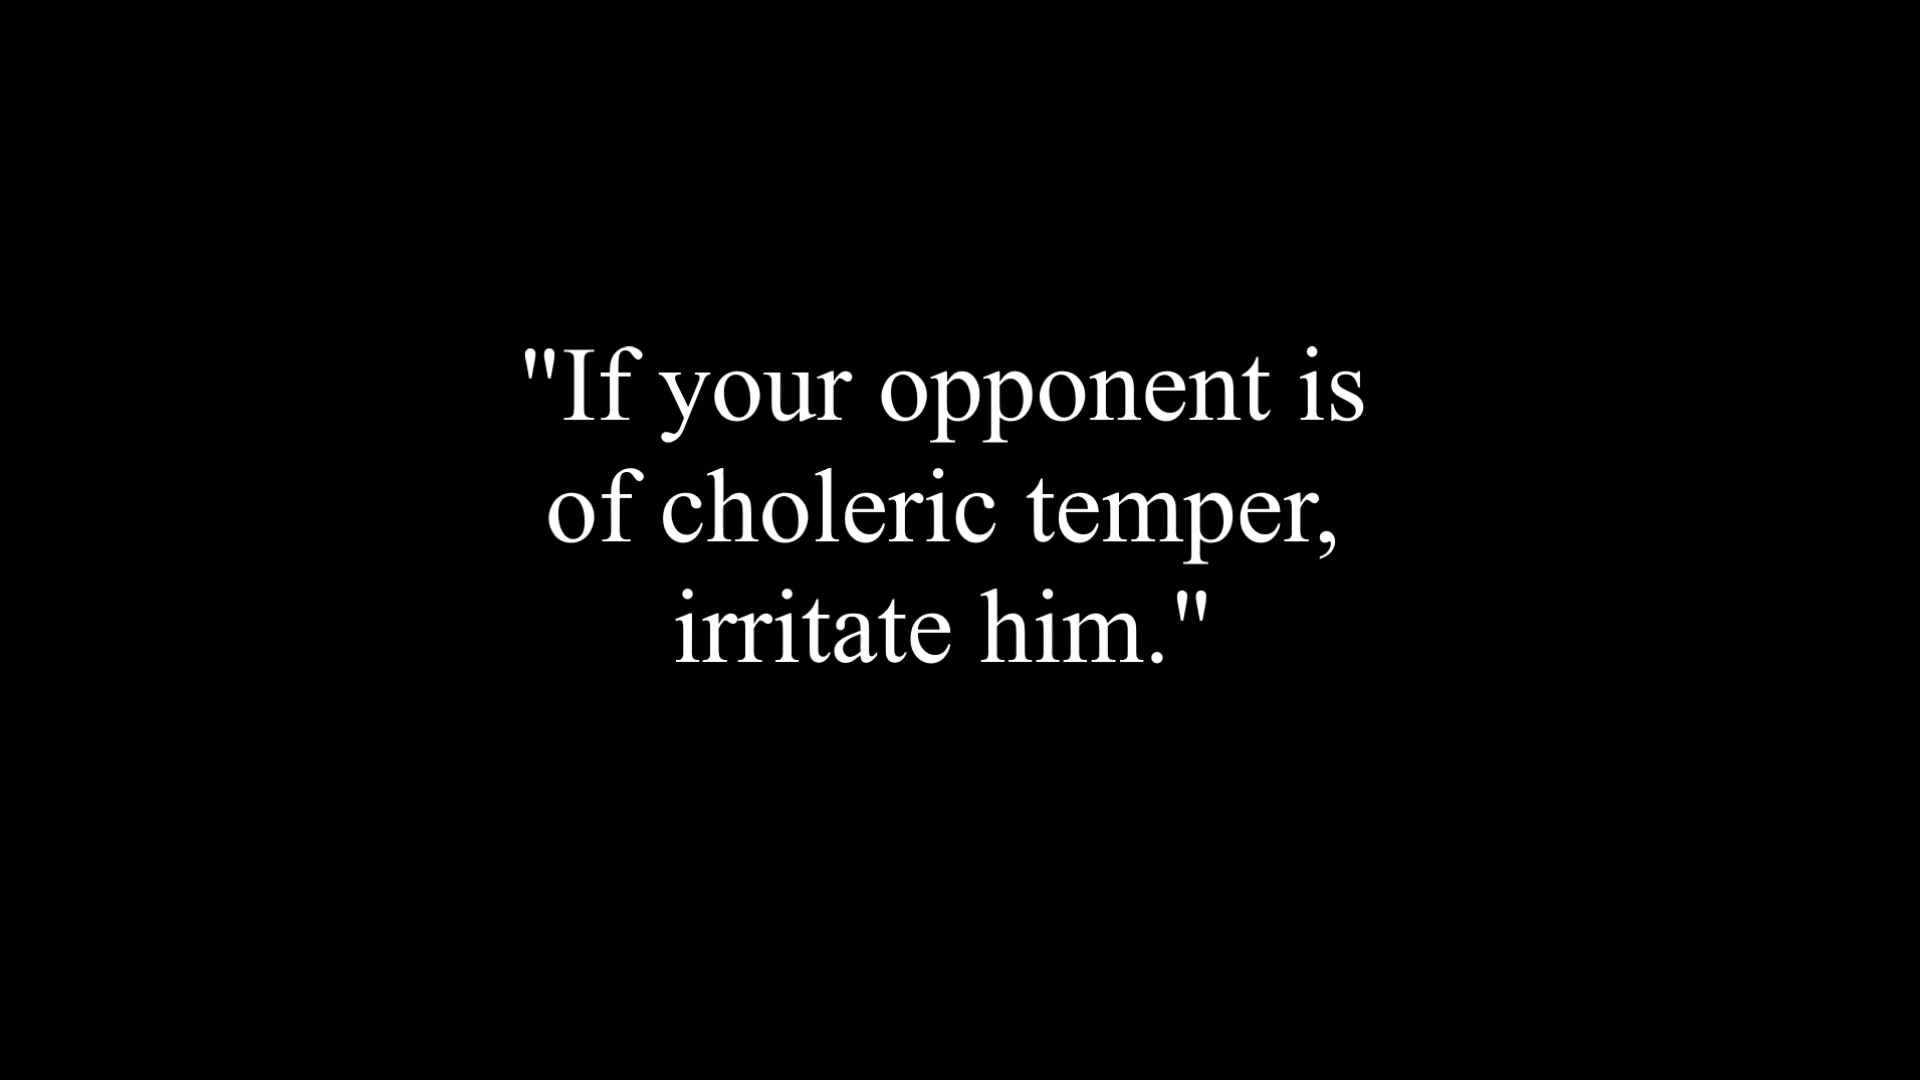 "If your opponent is
of choleric temper,
irritate him."